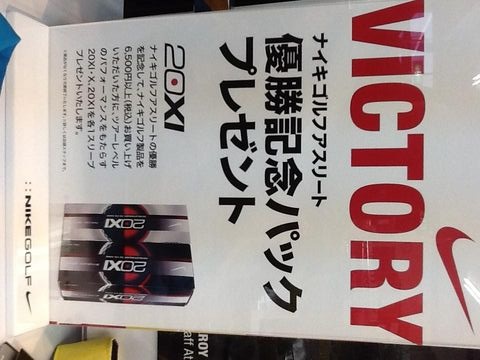 VICTORY
ナイキゴルフアスリート
優勝記念パック
プレゼント
20XI
ナイキゴルフアスリートの優勝
を記念して、ナイキゴルフ製品を
6,500円以上(税込)お買い上げ
いただいた方に、ツアーレベル
のパフォーマンスをもたらす
20XI・X、20XIを各1スリーブ
プレゼントいたします。
20XI
20XI
NIKEGOLF
RDY
aff At